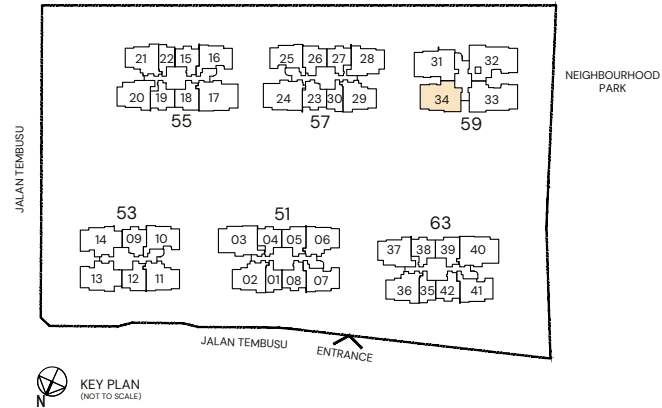 21 22 15 16
20 19 18 17
55
25 26 27 28
24 23 30 29
57
31 32
34 33
59
NEIGHBOURHOOD
PARK
JALAN TEMBUSU
53
14 09 10
13 12 11
51
03 04 05 06
02 01 08 07
63
37 38 39 40
36 35 42 41
JALAN TEMBUSU
ENTRANCE
N
KEY PLAN
(NOT TO SCALE)